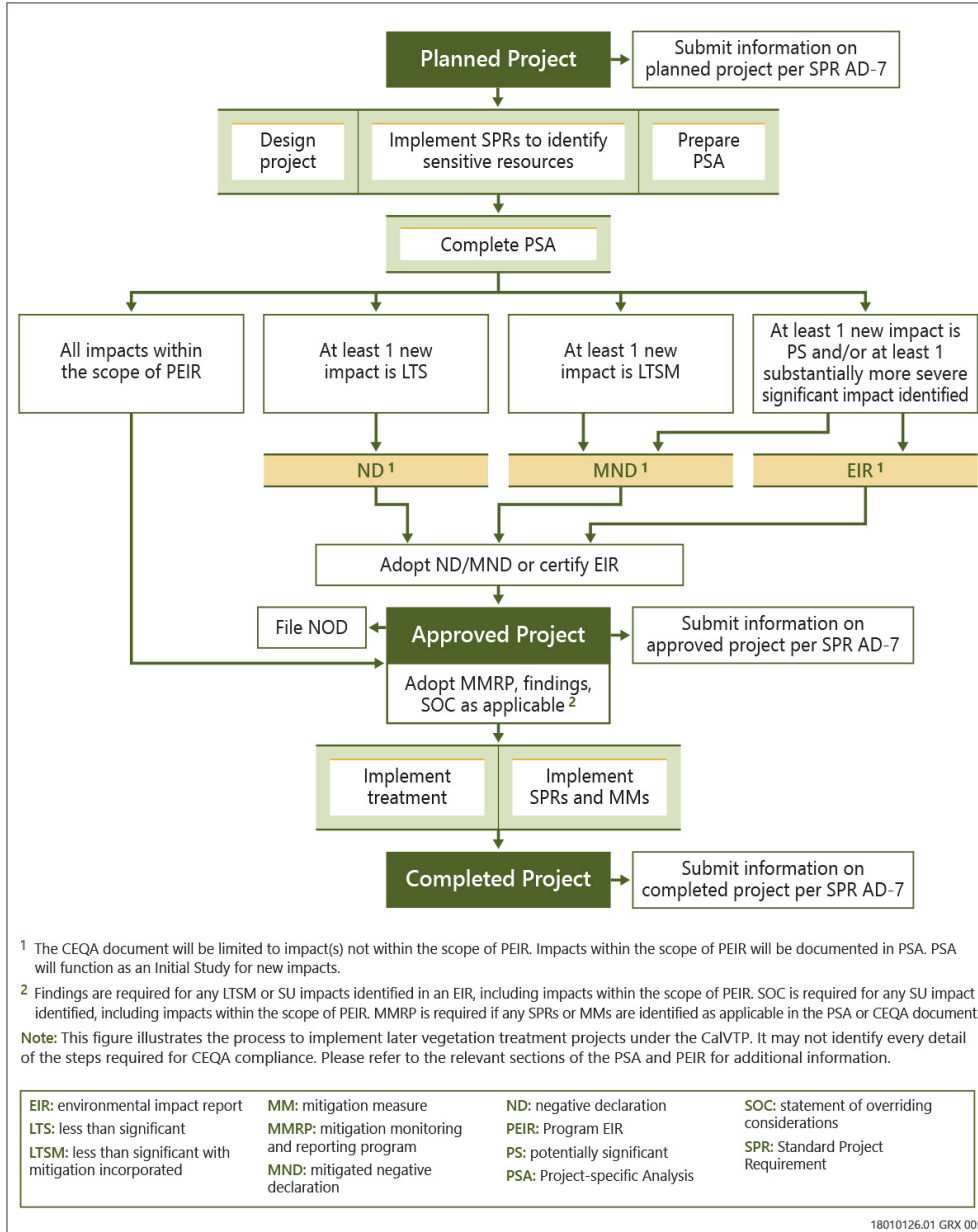 Planned Project
Submit information on
planned project per SPR AD-7
Design
project
Implement SPRs to identify
sensitive resources
Prepare
PSA
Complete PSA
All impacts within
the scope of PEIR
At least 1 new
impact is LTS
At least 1 new
impact is LTSM
At least 1 new impact is
PS and/or at least 1
substantially more severe
significant impact identified
ND 1
MND 1
EIR 1
Adopt ND/MND or certify EIR
File NOD
Approved Project
Submit information on
approved project per SPR AD-7
Adopt MMRP, findings,
SOC as applicable 2
Implement
treatment
Implement
SPRs and MMs
Completed Project
Submit information on
completed project per SPR AD-7
1 The CEQA document will be limited to impact(s) not within the scope of PEIR. Impacts within the scope of PEIR will be documented in PSA. PSA
will function as an Initial Study for new impacts.
2 Findings are required for any LTSM or SU impacts identified in an EIR, including impacts within the scope of PEIR. SOC is required for any SU impact
identified, including impacts within the scope of PEIR. MMRP is required if any SPRs or MMs are identified as applicable in the PSA or CEQA document
Note: This figure illustrates the process to implement later vegetation treatment projects under the CalVTP. It may not identify every detail
of the steps required for CEQA compliance. Please refer to the relevant sections of the PSA and PEIR for additional information.
EIR: environmental impact report
LTS: less than significant
LTSM: less than significant with
mitigation incorporated
MM: mitigation measure
MMRP: mitigation monitoring
and reporting program
MND: mitigated negative
declaration
ND: negative declaration
PEIR: Program EIR
PS: potentially significant
PSA: Project-specific Analysis
SOC: statement of overriding
considerations
SPR: Standard Project
Requirement
18010126.01 GRX 00